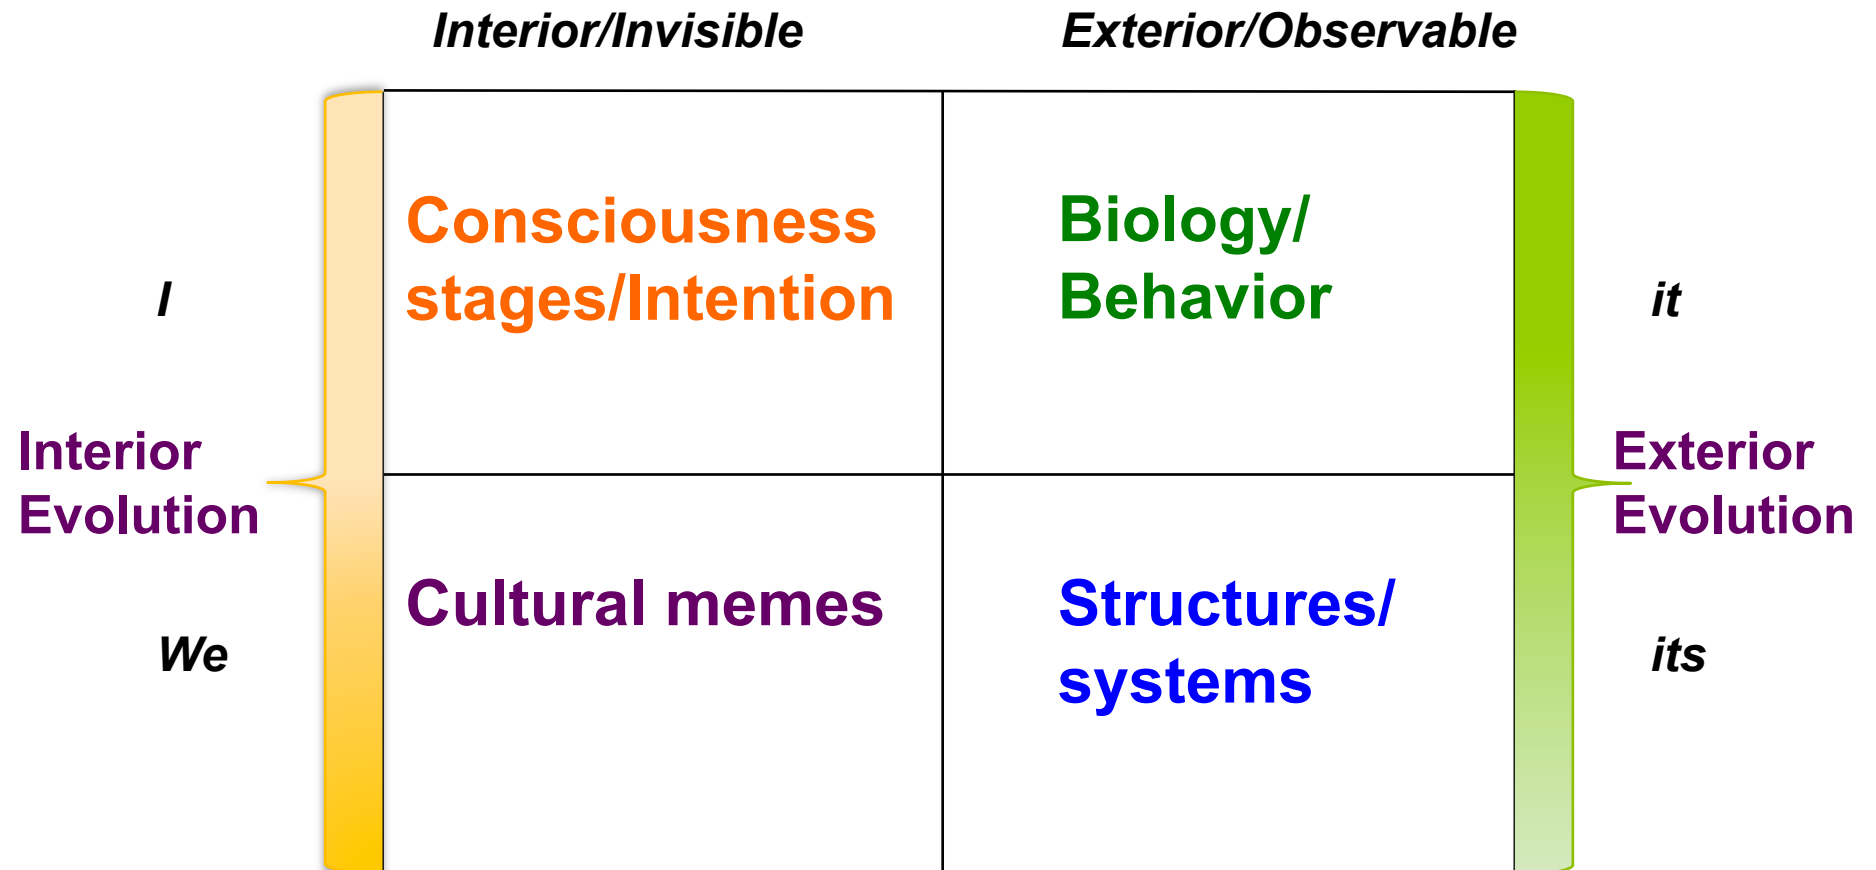 Interior/Invisible
Exterior/Observable
Consciousness
stages/Intention
Biology/
Behavior
I
it
Interior
Evolution
Exterior
Evolution
Cultural memes
Structures/
systems
We
its